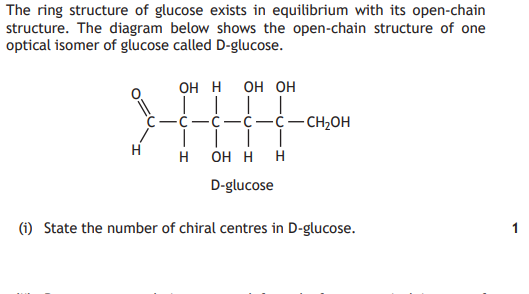 The ring structure of glucose exists in equilibrium with its open-chain
structure. The diagram below shows the open-chain structure of one
optical isomer of glucose called D-glucose.
O OH H OH OH
C—C—C—C—C—CH₂OH
H H OH H H
D-glucose
(i) State the number of chiral centres in D-glucose. 1